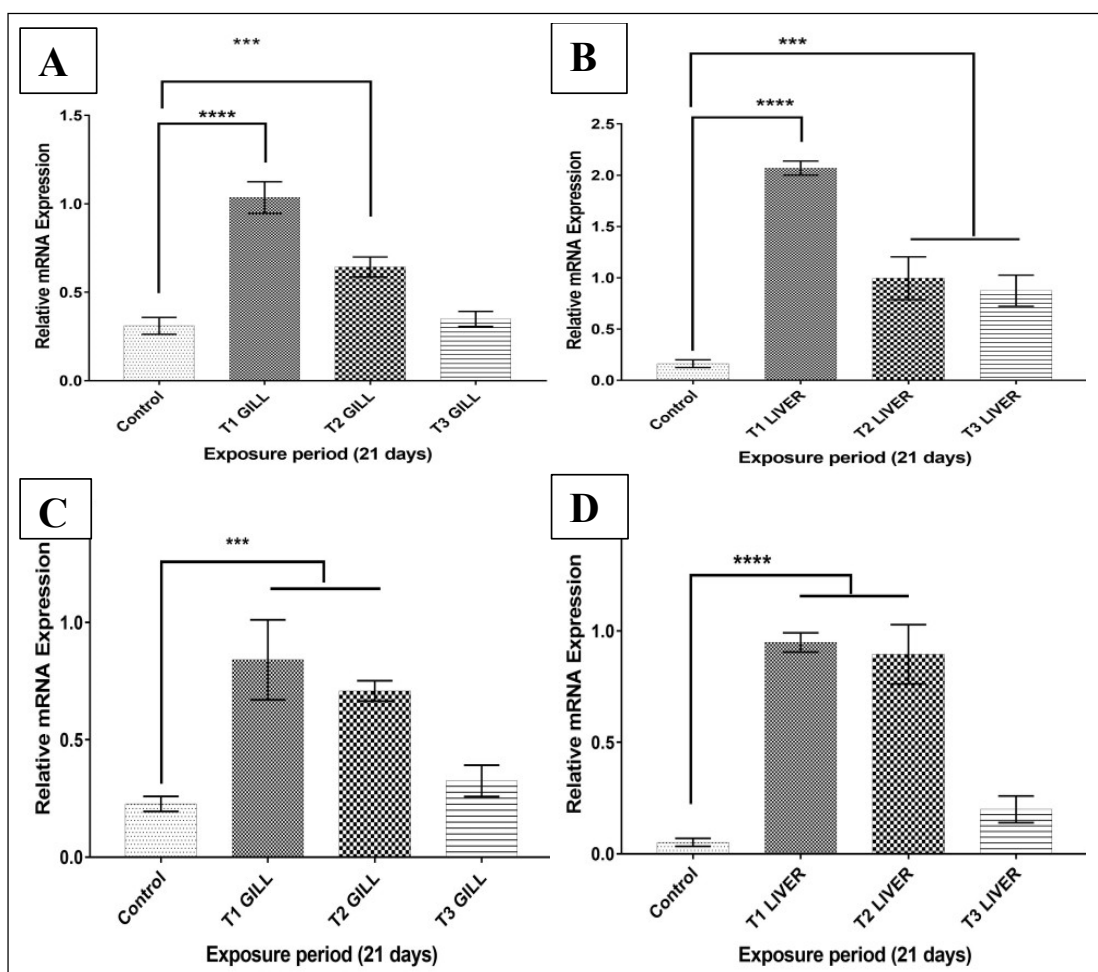 A
***
****
Relative mRNA Expression
1.5
1.0
0.5
0.0
Control
T1 GILL
T2 GILL
T3 GILL
Exposure period (21 days)
B
***
****
Relative mRNA Expression
2.5
2.0
1.5
1.0
0.5
0.0
Control
T1 LIVER
T2 LIVER
T3 LIVER
Exposure period (21 days)
C
***
Relative mRNA Expression
1.0
0.5
0.0
Control
T1 GILL
T2 GILL
T3 GILL
Exposure period (21 days)
D
****
Relative mRNA Expression
1.0
0.5
0.0
Control
T1 LIVER
T2 LIVER
T3 LIVER
Exposure period (21 days)